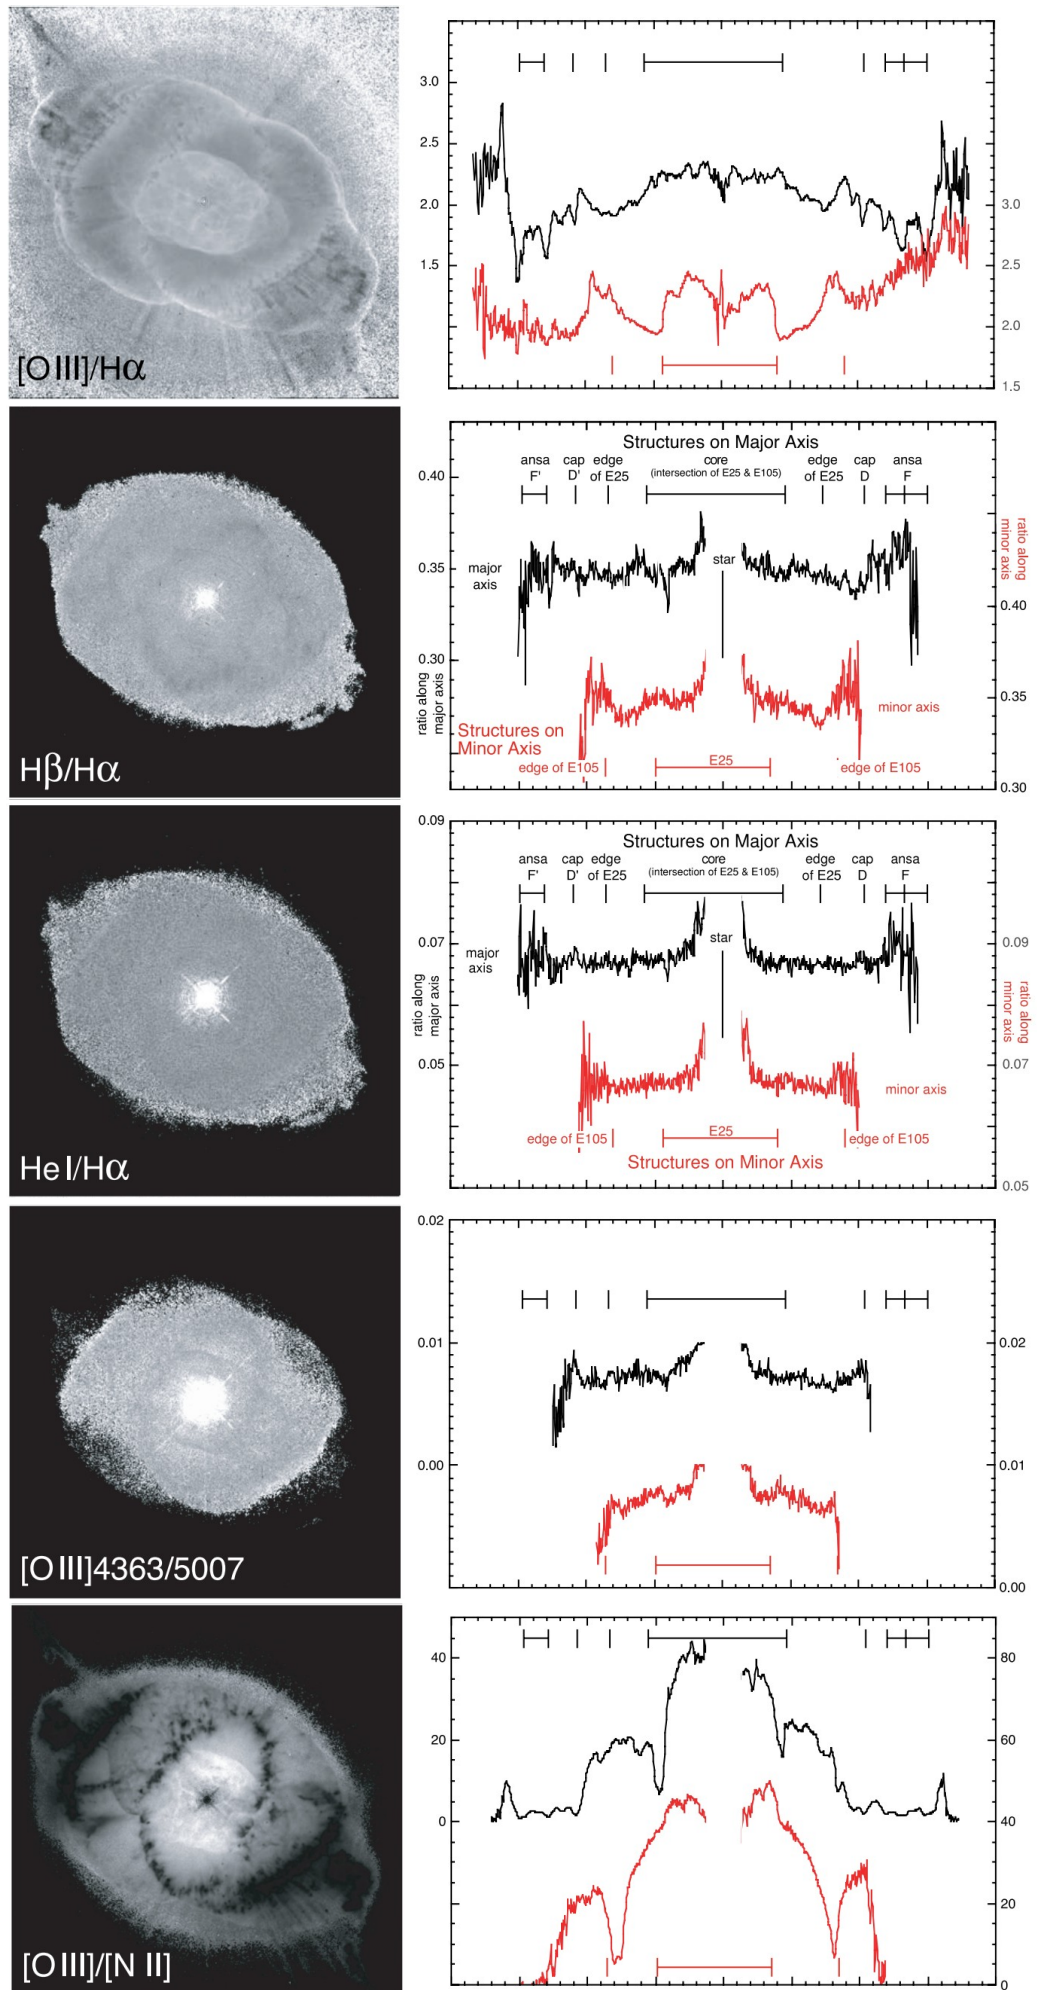 [O III]/Hα
3.0
2.5
2.0
1.5
3.0
2.5
2.0
1.5
Hβ/Hα
Structures on Major Axis
ansa
F'
cap
D'
edge
of E25
core
(intersection of E25 & E105)
edge
of E25
cap
D
ansa
F
0.40
0.35
0.30
ratio along
major axis
major
axis
star
ratio along
minor axis
0.40
0.35
0.30
minor axis
Structures on
Minor Axis
edge of E105
E25
edge of E105
He I/Hα
0.09
0.07
0.05
Structures on Major Axis
ansa
F'
cap
D'
edge
of E25
core
(intersection of E25 & E105)
edge
of E25
cap
D
ansa
F
major
axis
star
ratio along
major axis
0.09
ratio along
minor axis
0.07
0.05
minor axis
edge of E105
E25
edge of E105
Structures on Minor Axis
[O III]4363/5007
0.02
0.01
0.00
0.02
0.01
0.00
[O III]/[N II]
40
20
0
80
60
40
20
0